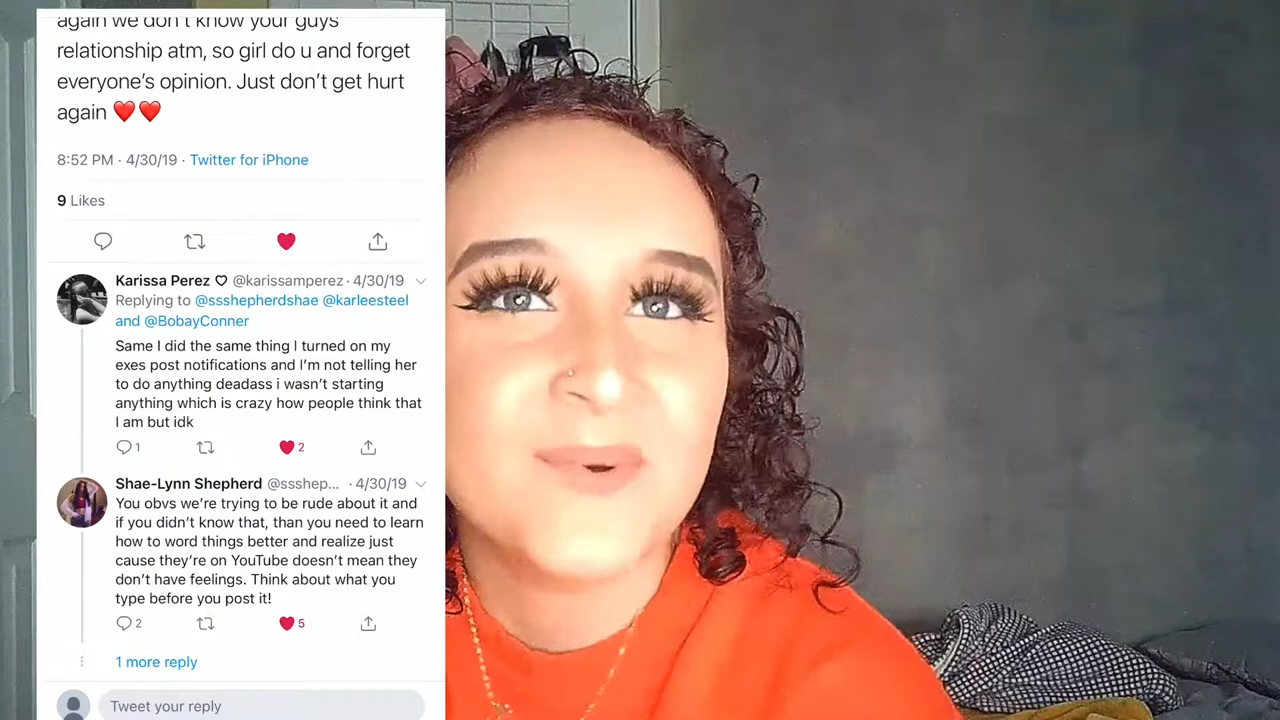 again we don't know your guys
relationship atm, so girl do u and forget
everyone's opinion. Just don't get hurt
again ❤️❤️
8:52 PM · 4/30/19 · Twitter for iPhone
9 Likes
Karissa Perez ♡ @karissamperez · 4/30/19
Replying to @ssshepherdshae @karleesteel
and @BobayConner
Same I did the same thing I turned on my
exes post notifications and I'm not telling her
to do anything deadass i wasn't starting
anything which is crazy how people think that
I am but idk
1 2
Shae-Lynn Shepherd @ssshep... · 4/30/19
You obvs we're trying to be rude about it and
if you didn't know that, than you need to learn
how to word things better and realize just
cause they're on YouTube doesn't mean they
don't have feelings. Think about what you
type before you post it!
2 5
1 more reply
Tweet your reply